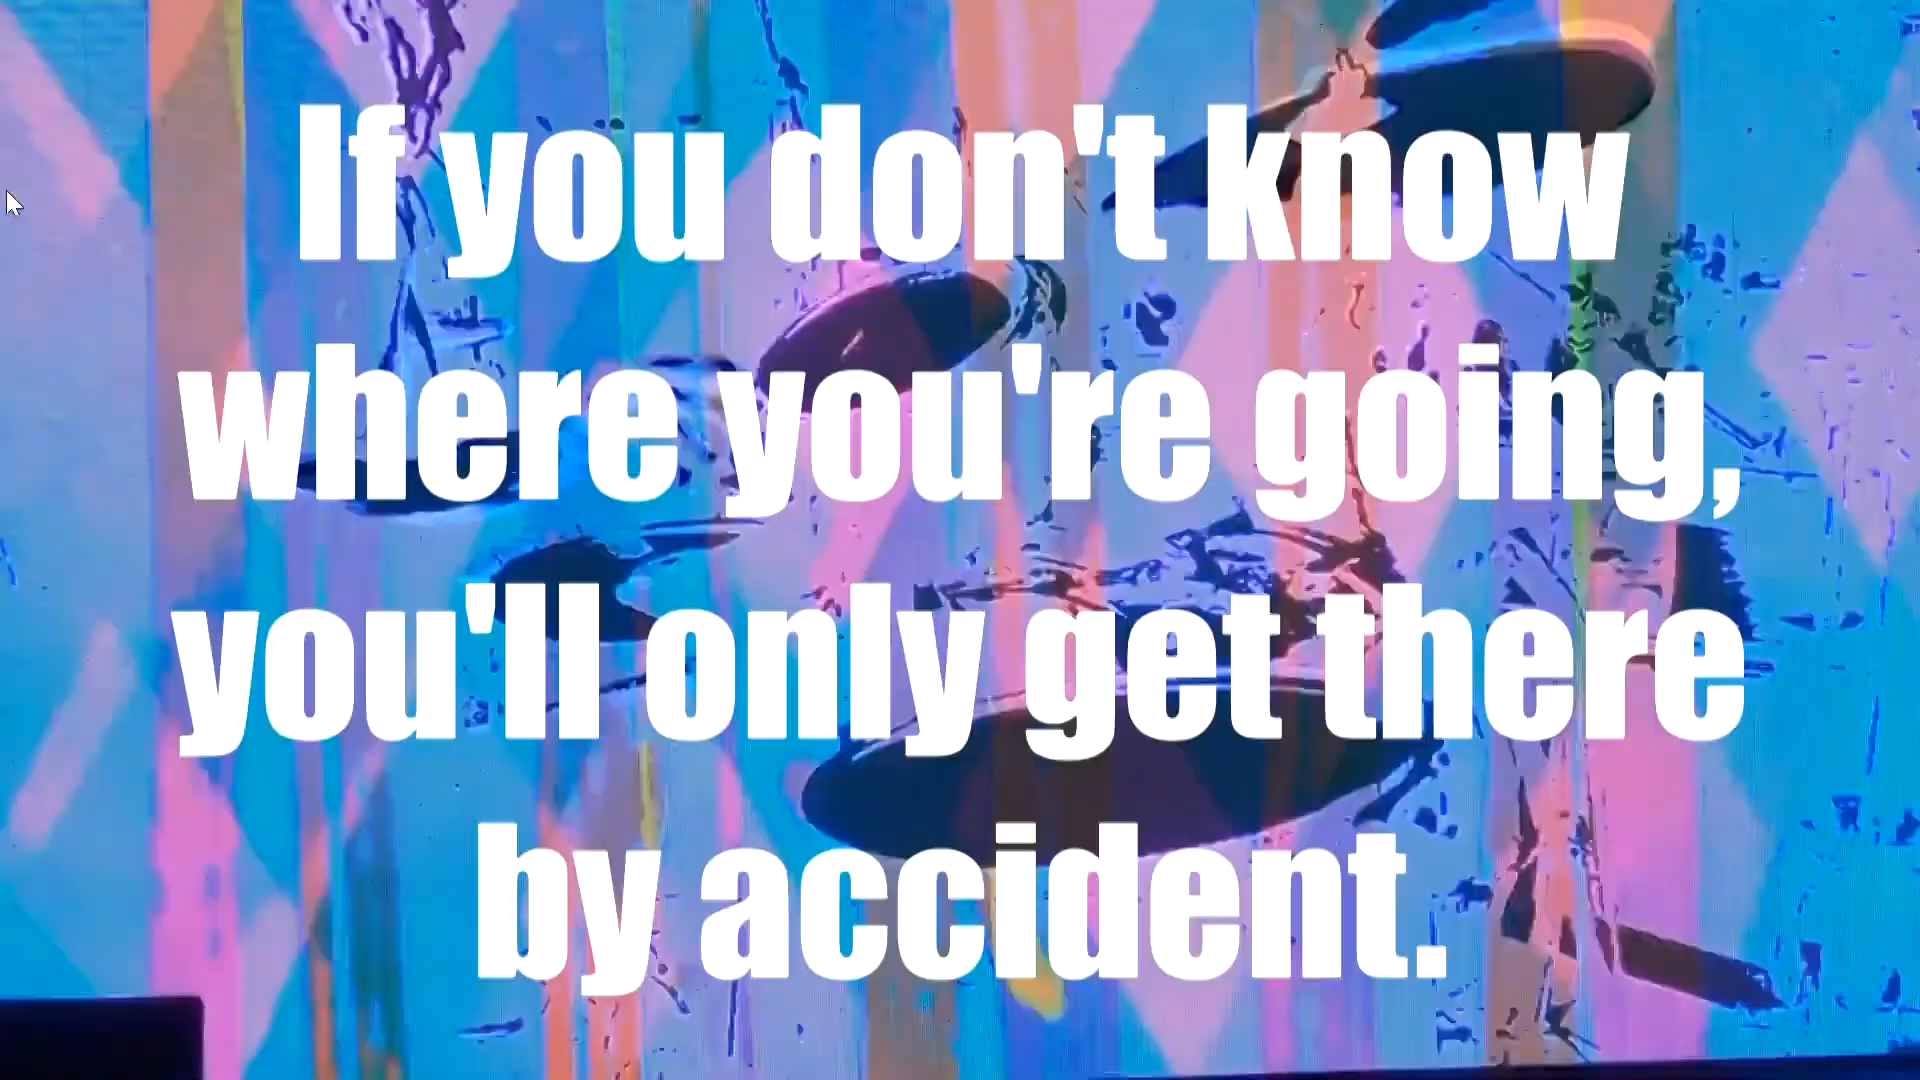 If you don't know
where you're going,
you'll only get there
by accident.